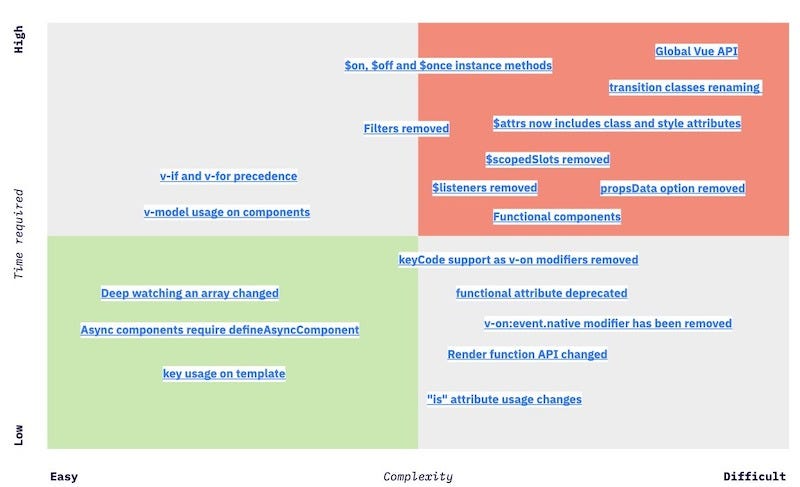 High
Global Vue API
$on, $off and $once instance methods
transition classes renaming
$attrs now includes class and style attributes
Filters removed
$scopedSlots removed
v-if and v-for precedence
$listeners removed
propsData option removed
v-model usage on components
Functional components
Time required
keyCode support as v-on modifiers removed
Deep watching an array changed
functional attribute deprecated
v-on:event.native modifier has been removed
Async components require defineAsyncComponent
Render function API changed
key usage on template
"is" attribute usage changes
Low
Easy
Complexity
Difficult